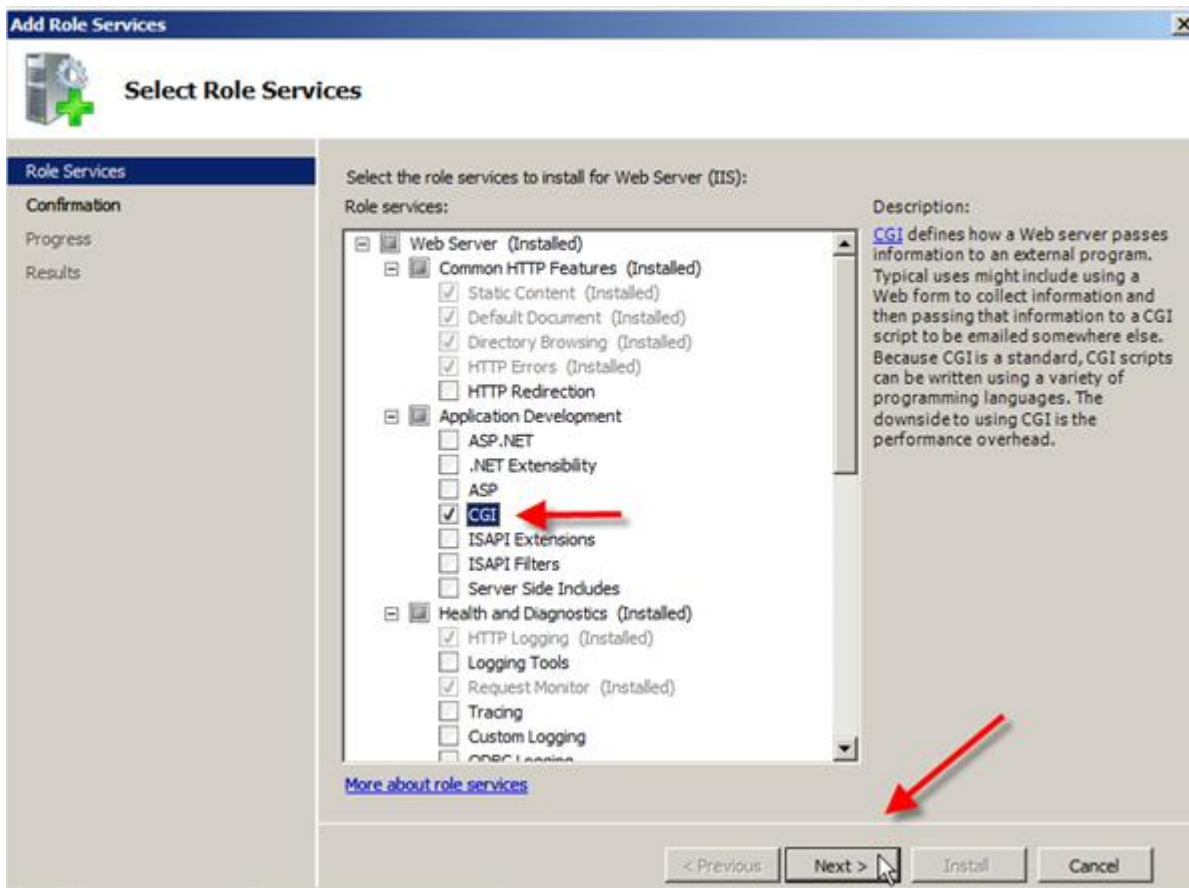 Add Role Services
Select Role Services
Role Services
Confirmation
Progress
Results
Select the role services to install for Web Server (IIS):
Role services:
Web Server (Installed)
Common HTTP Features (Installed)
Static Content (Installed)
Default Document (Installed)
Directory Browsing (Installed)
HTTP Errors (Installed)
HTTP Redirection
Application Development
ASP.NET
.NET Extensibility
ASP
CGI
ISAPI Extensions
ISAPI Filters
Server Side Includes
Health and Diagnostics (Installed)
HTTP Logging (Installed)
Logging Tools
Request Monitor (Installed)
Tracing
Custom Logging
ODBC Logging
More about role services
Description:
CGI defines how a Web server passes
information to an external program.
Typical uses might include using a
Web form to collect information and
then passing that information to a CGI
script to be emailed somewhere else.
Because CGI is a standard, CGI scripts
can be written using a variety of
programming languages. The
downside to using CGI is the
performance overhead.
< Previous
Next >
Install
Cancel